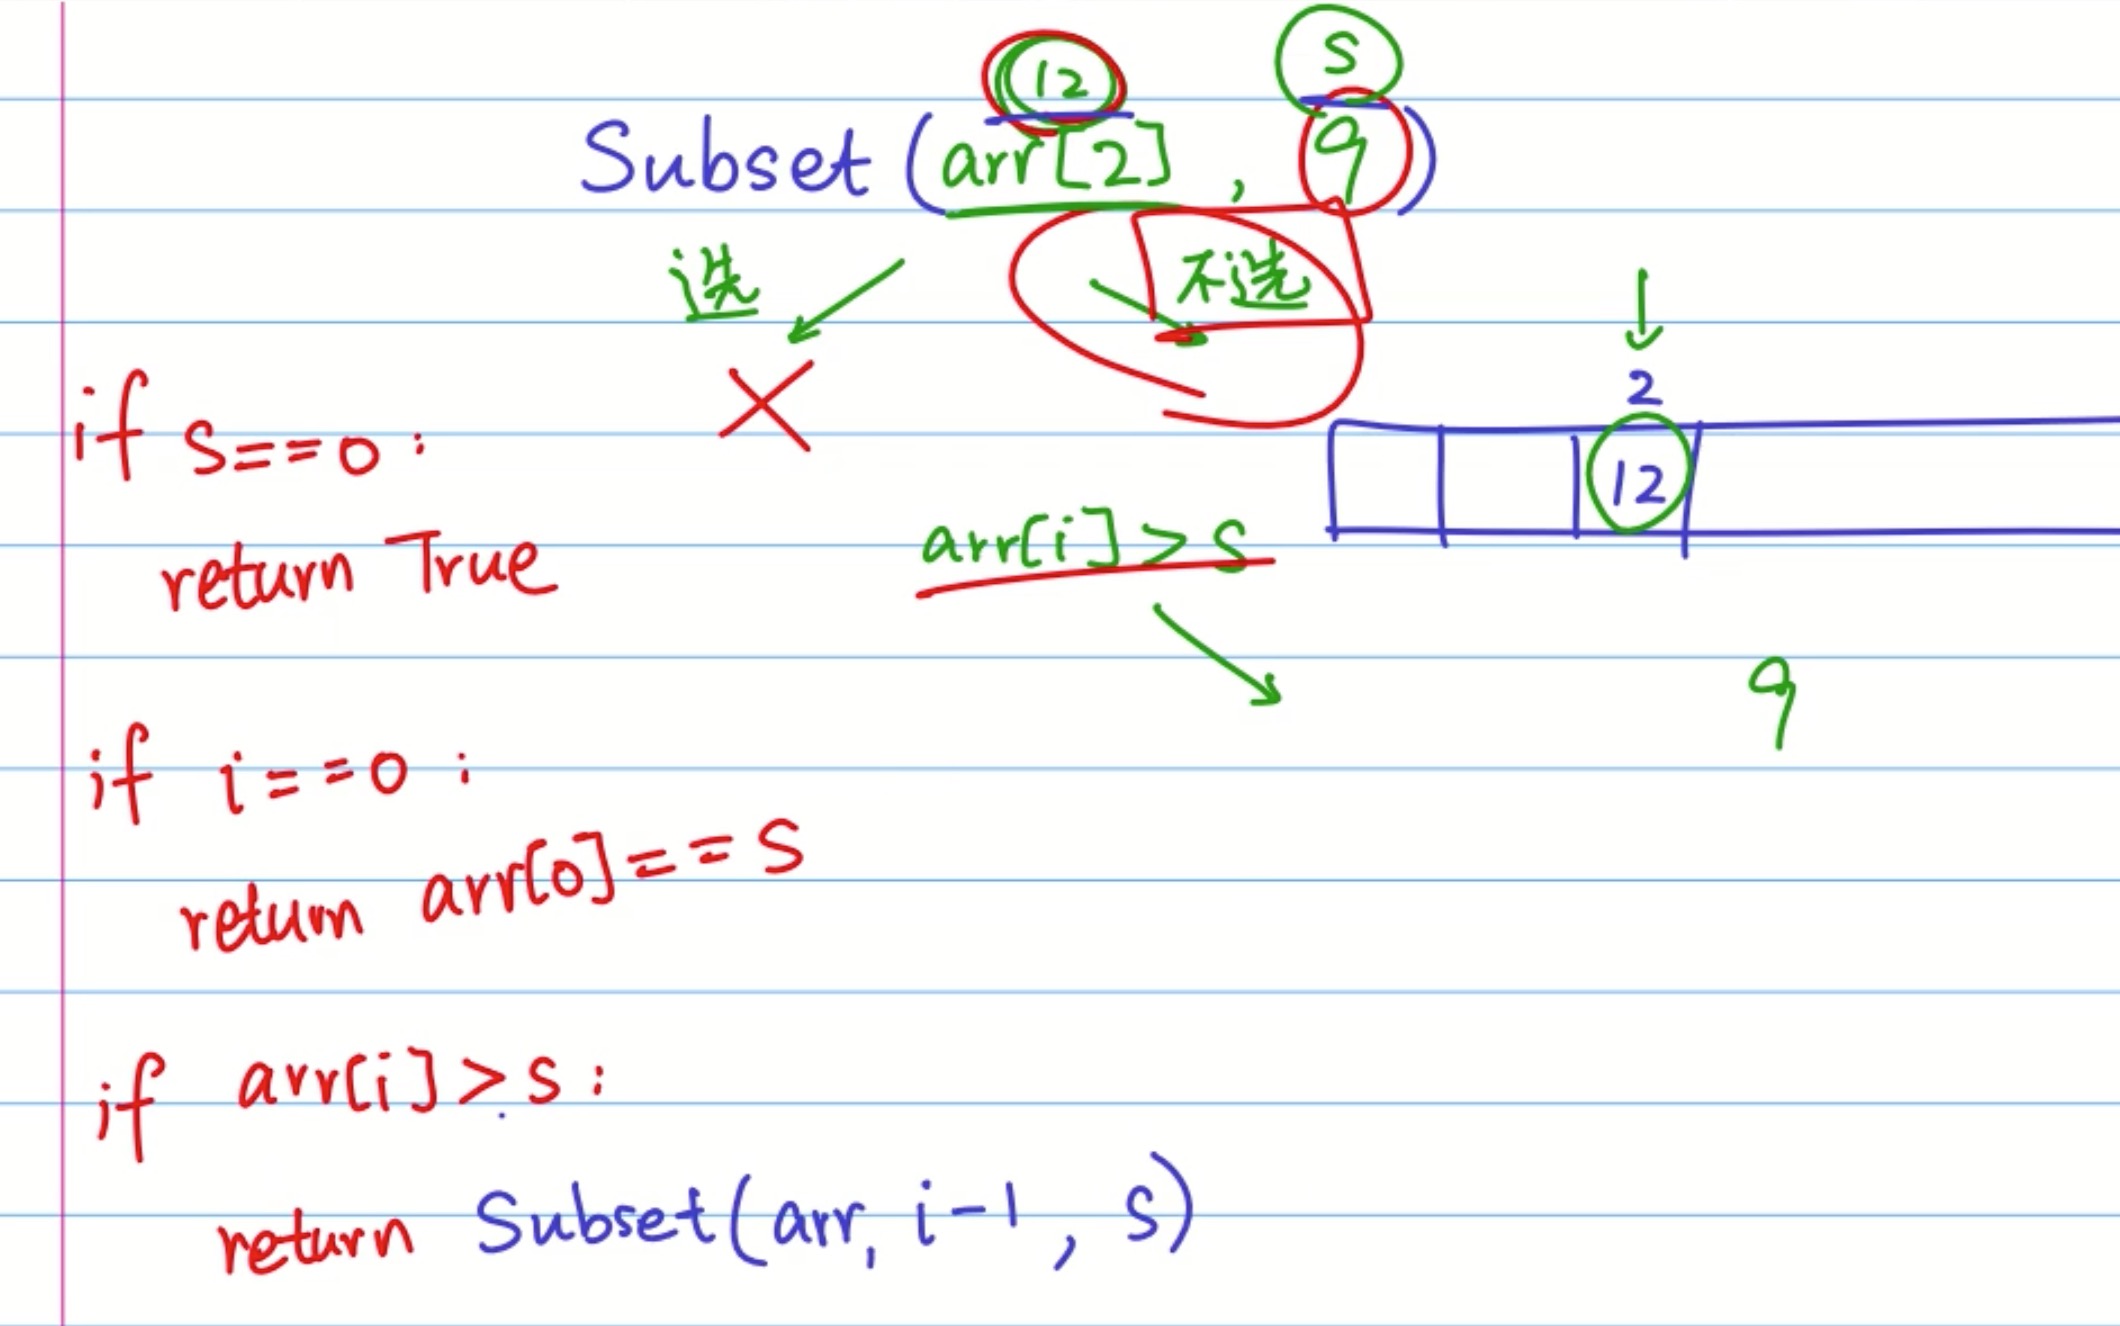 12 S
Subset (arr[2] , 9)
选 不选
2
12
if S==0 :
return True
arr[i] > S
9
if i==0 :
return arr[0]==S
if arr[i] > S :
return Subset(arr, i-1 , S)